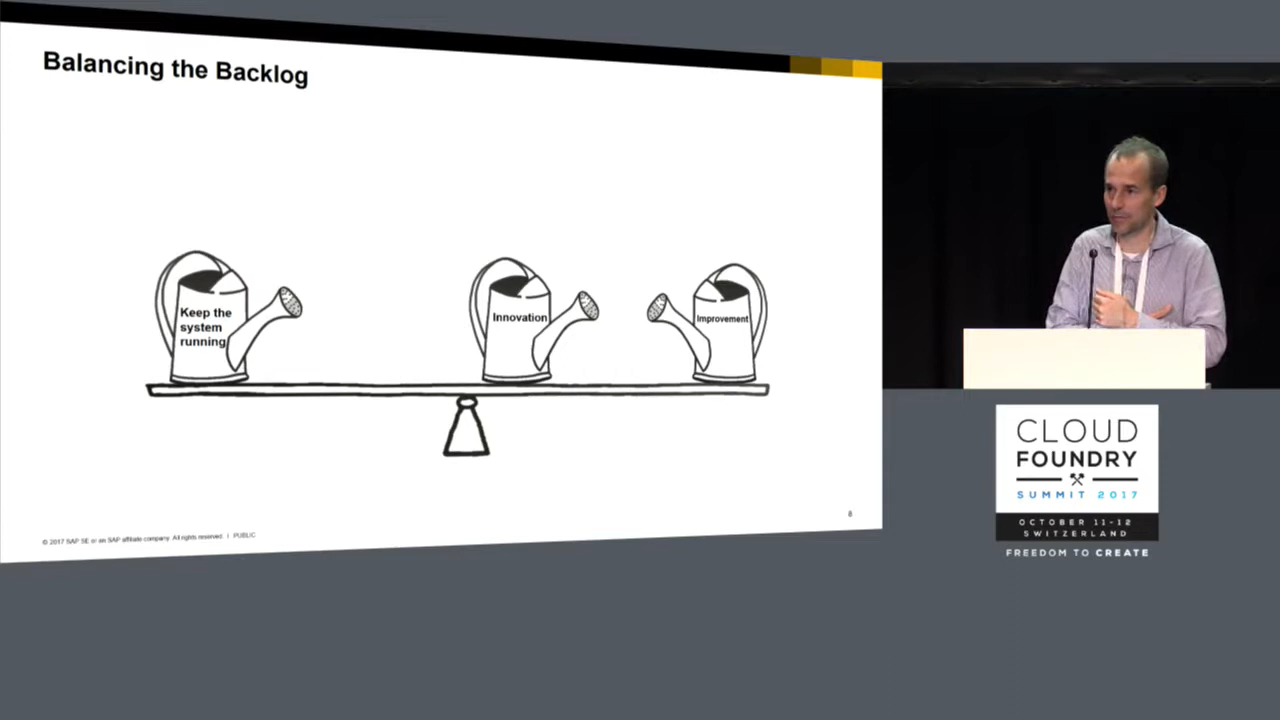 Balancing the Backlog
Keep the
system
running
Innovation
Improvement
8
© 2017 SAP SE or an SAP affiliate company. All rights reserved. | PUBLIC
CLOUD
FOUNDRY
SUMMIT 2017
OCTOBER 11-12
SWITZERLAND
FREEDOM TO CREATE